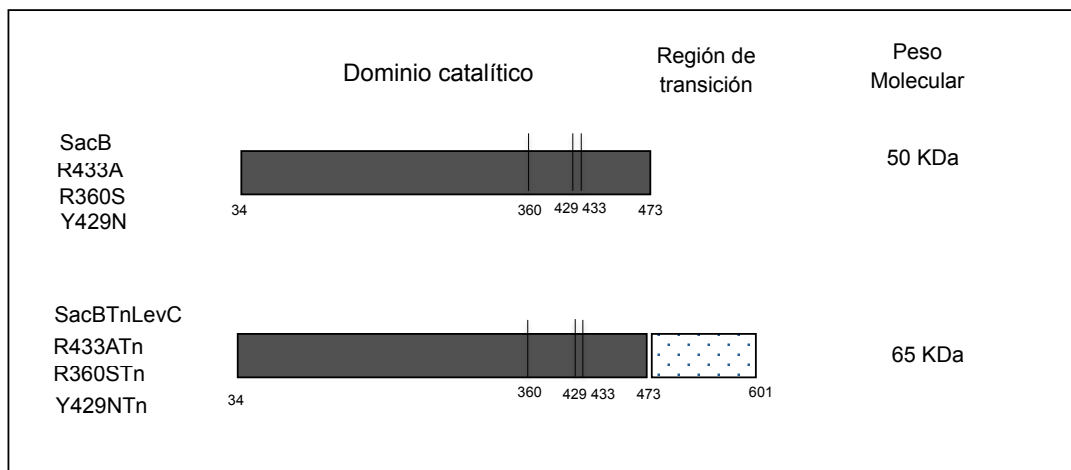 Dominio catalítico
Región de
transición
Peso
Molecular
SacB
R433A
R360S
Y429N
50 KDa
34
360
429
433
473
SacBTnLevC
R433ATn
R360STn
Y429NTn
65 KDa
34
360
429
433
473
601